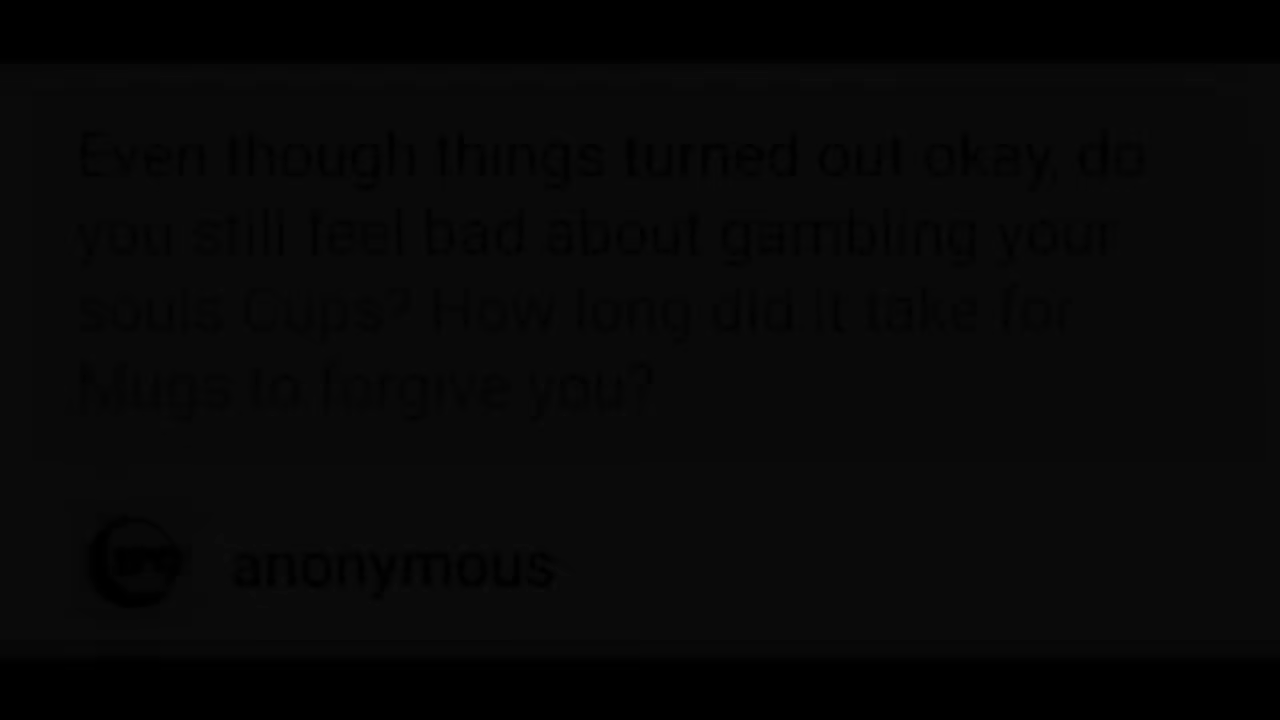 Even though things turned out okay, do
you still feel bad about gambling your
souls Cups? How long did it take for
Mugs to forgive you?
anonymous